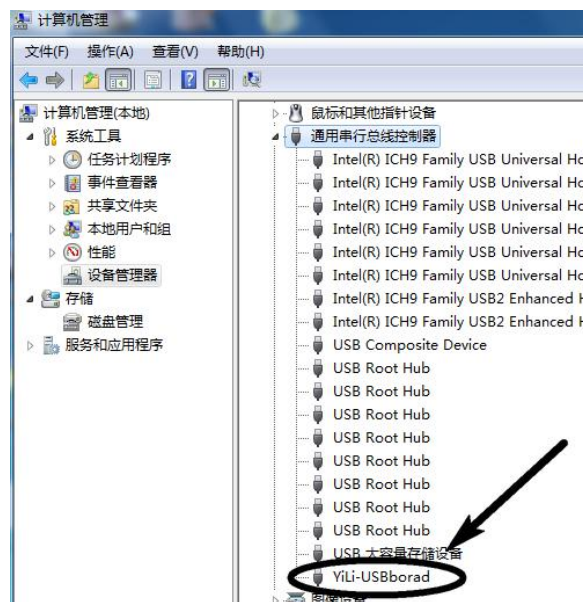 计算机管理
文件(F) 操作(A) 查看(V) 帮助(H)
计算机管理(本地)
系统工具
任务计划程序
事件查看器
共享文件夹
本地用户和组
性能
设备管理器
存储
磁盘管理
服务和应用程序
鼠标和其他指针设备
通用串行总线控制器
Intel(R) ICH9 Family USB Universal Ho
Intel(R) ICH9 Family USB Universal Ho
Intel(R) ICH9 Family USB Universal Ho
Intel(R) ICH9 Family USB Universal Ho
Intel(R) ICH9 Family USB Universal Ho
Intel(R) ICH9 Family USB Universal Ho
Intel(R) ICH9 Family USB2 Enhanced H
Intel(R) ICH9 Family USB2 Enhanced H
USB Composite Device
USB Root Hub
USB Root Hub
USB Root Hub
USB Root Hub
USB Root Hub
USB Root Hub
USB Root Hub
USB Root Hub
USB 大容量存储设备
YiLi-USBborad
图像设备